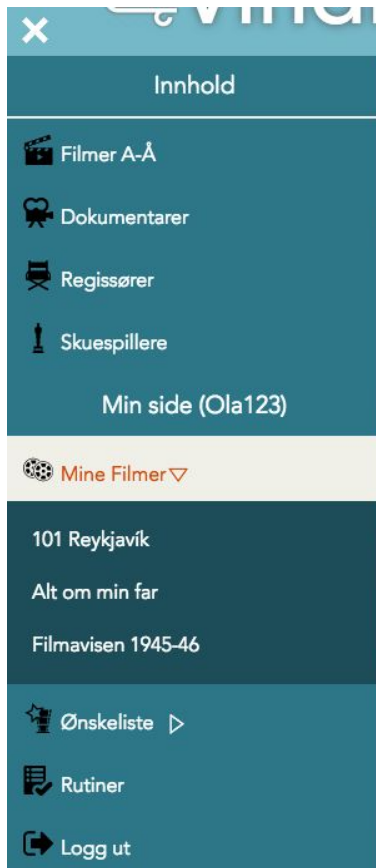 Innhold
Filmer A-Å
Dokumentarer
Regissører
Skuespillere
Min side (Ola123)
Mine Filmer
101 Reykjavík
Alt om min far
Filmavisen 1945-46
Ønskeliste
Rutiner
Logg ut